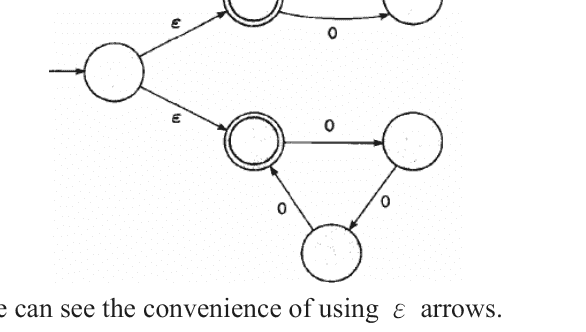 ε
0
ε
0
0
0
can see the convenience of using ε arrows.